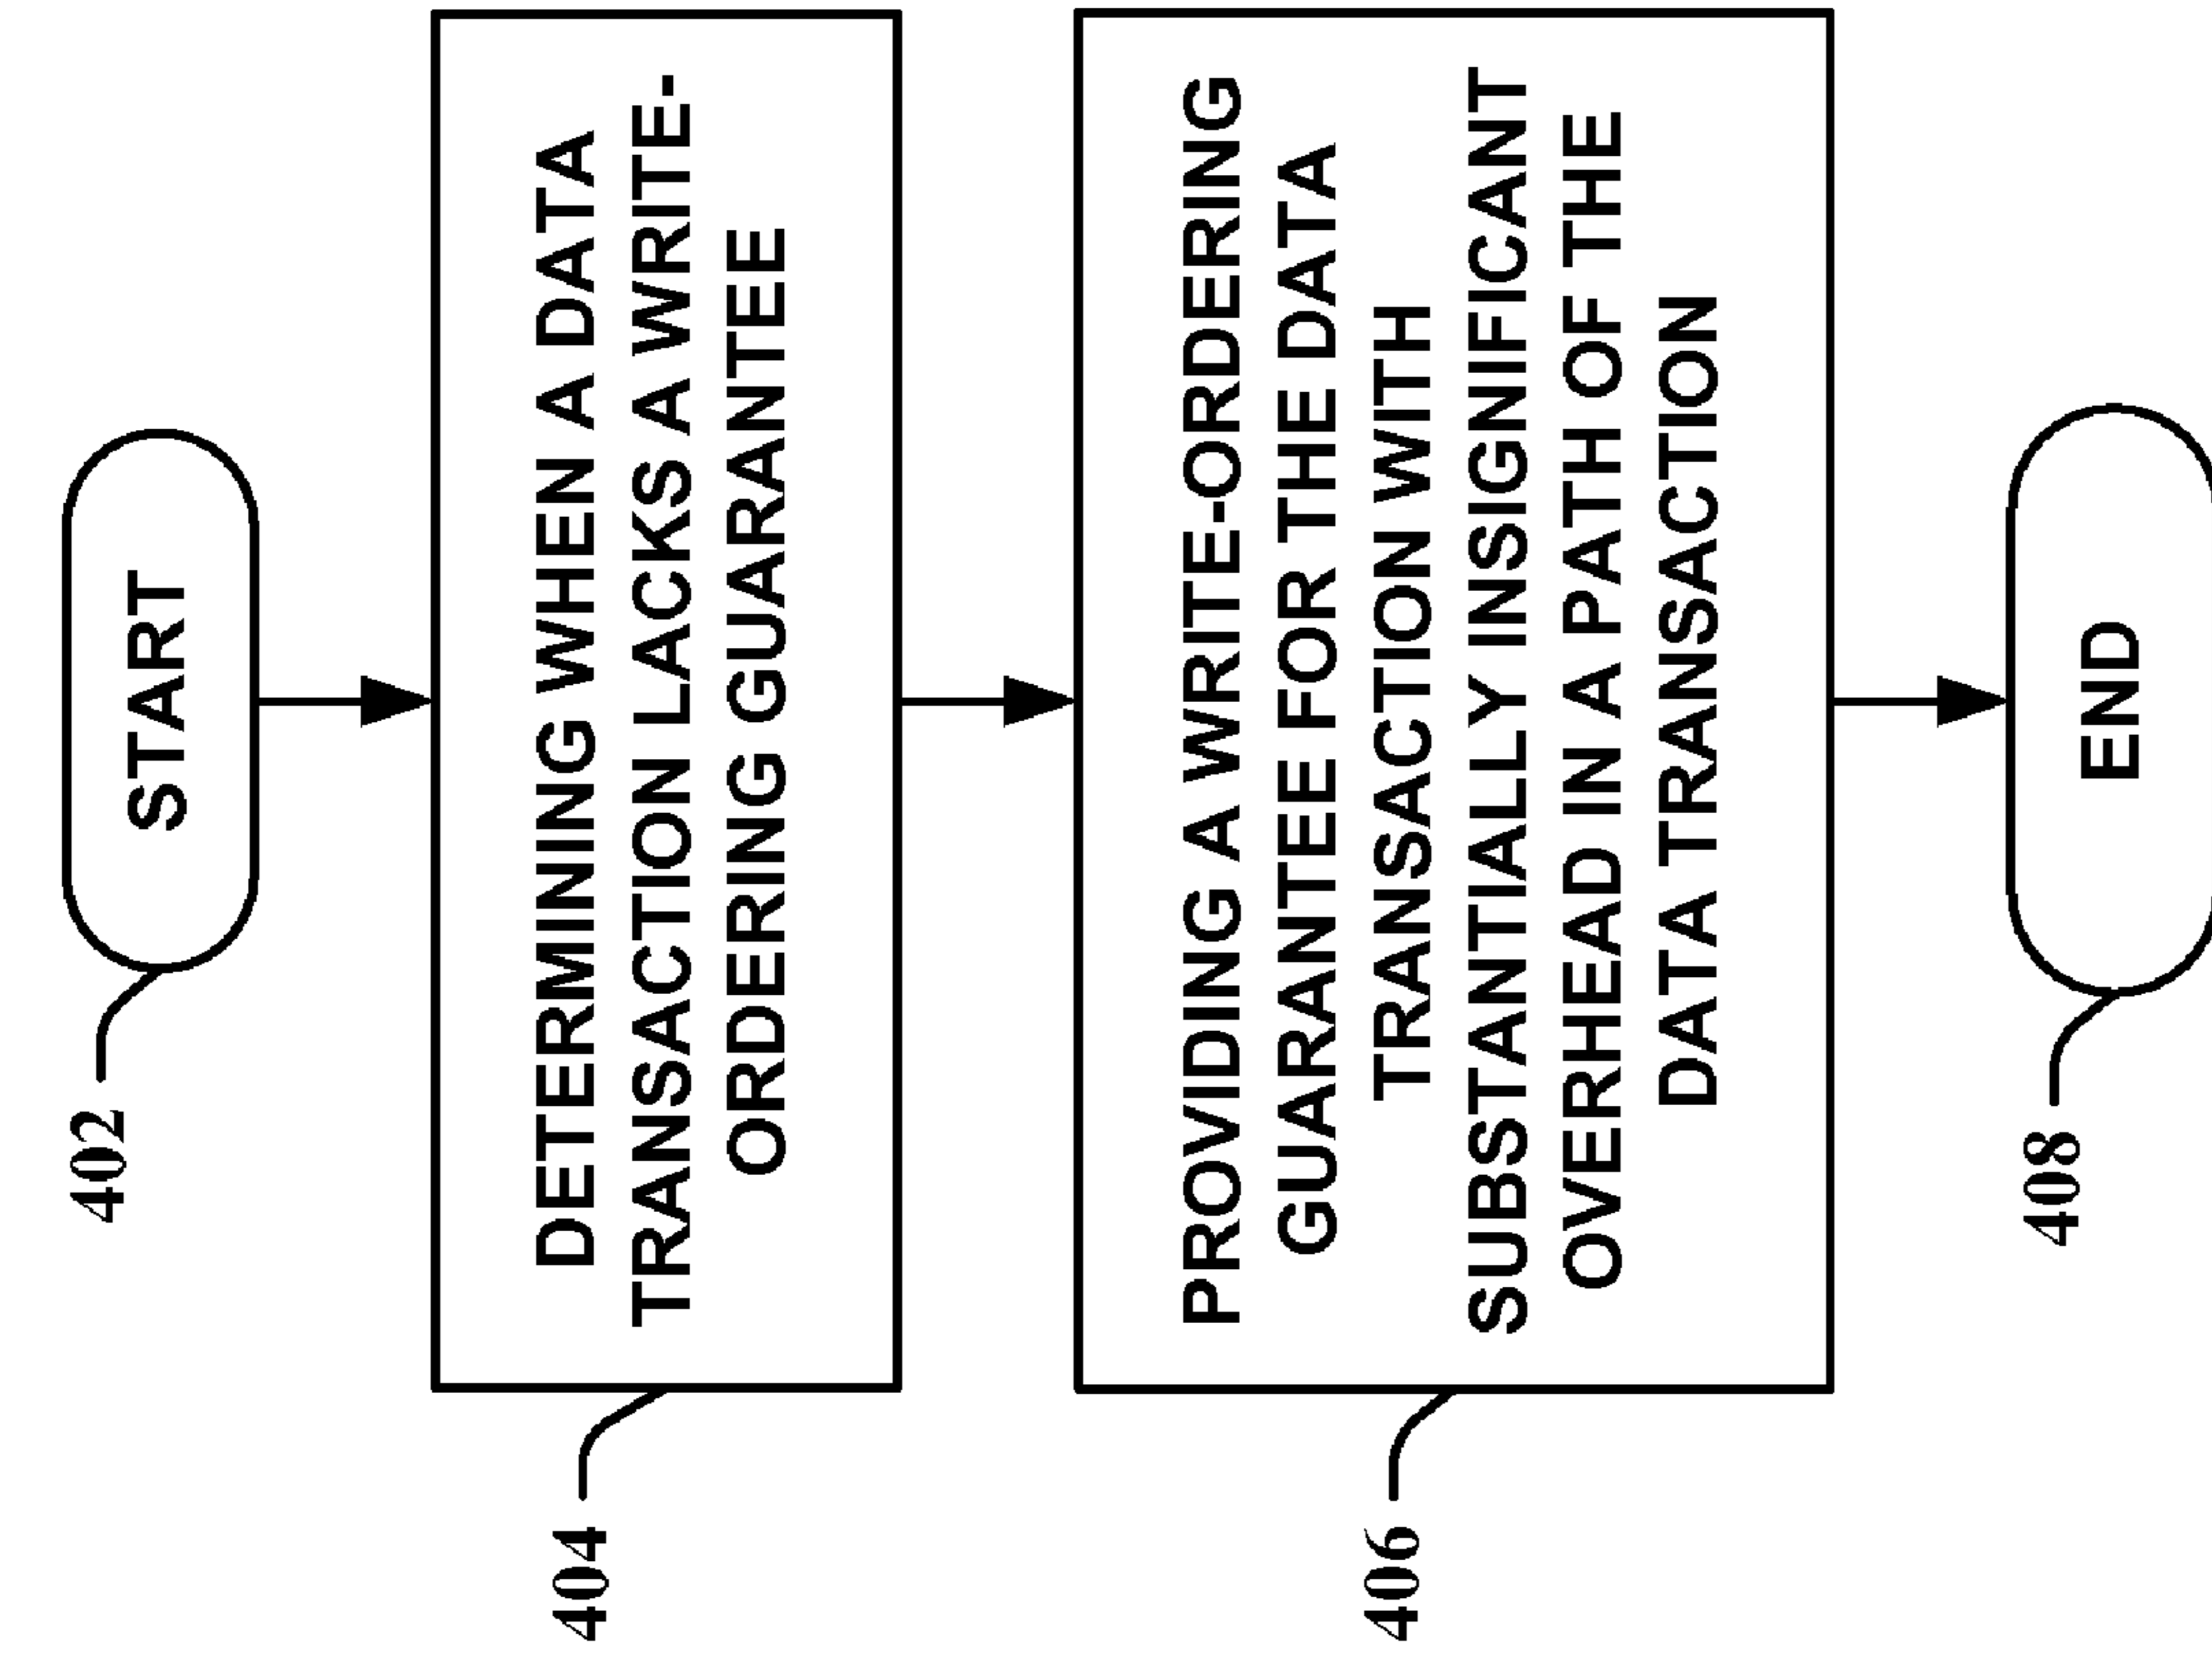 402
START
404
DETERMINING WHEN A DATA
TRANSACTION LACKS A WRITE-
ORDERING GUARANTEE
406
PROVIDING A WRITE-ORDERING
GUARANTEE FOR THE DATA
TRANSACTION WITH
SUBSTANTIALLY INSIGNIFICANT
OVERHEAD IN A PATH OF THE
DATA TRANSACTION
408
END